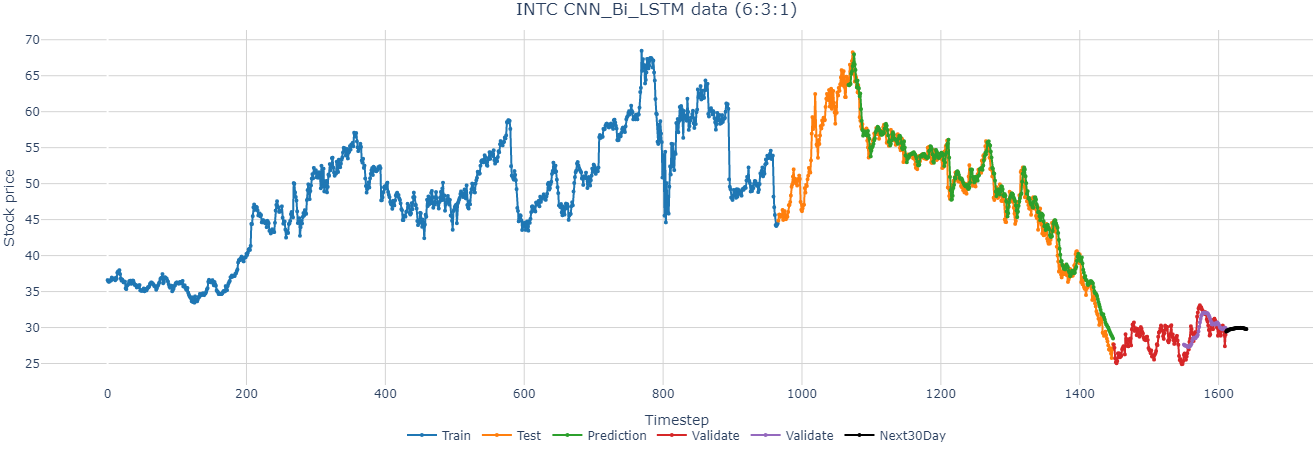 INTC CNN_Bi_LSTM data (6:3:1)
70
65
60
55
50
45
40
35
30
25
Stock price
0 200 400 600 800 1000 1200 1400 1600
Timestep
Train Test Prediction Validate Validate Next30Day